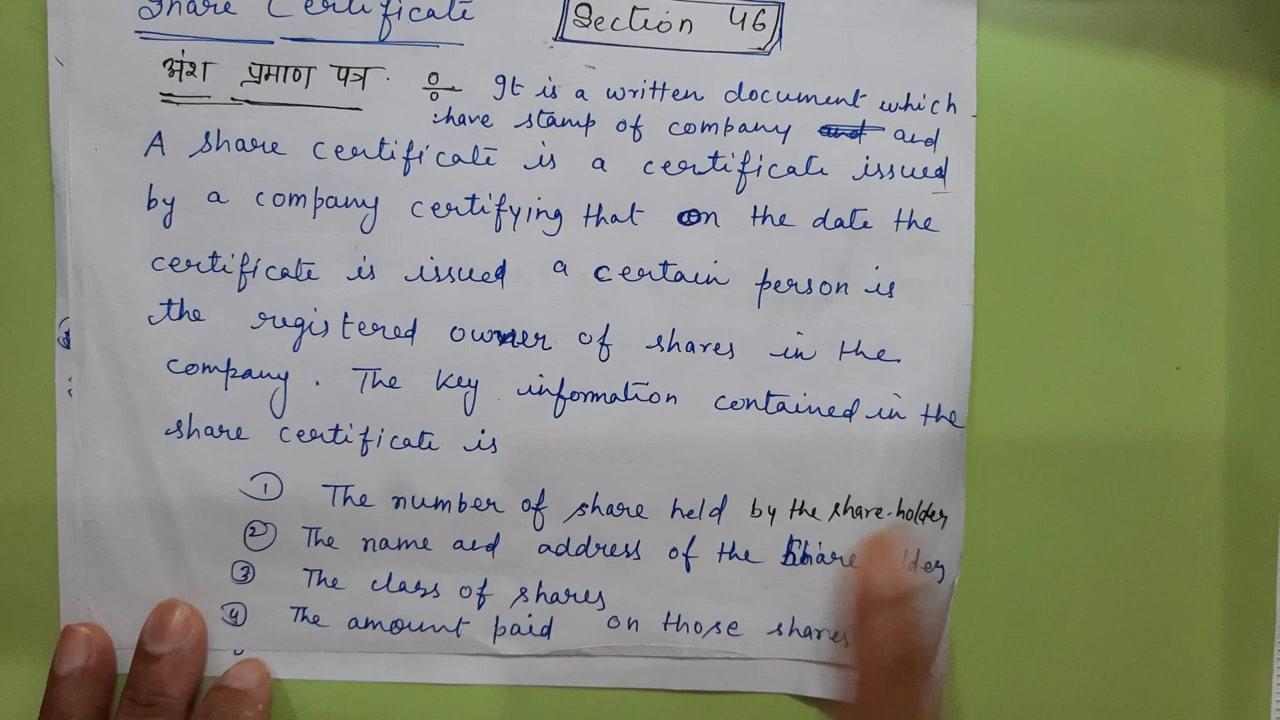 Share Certificate Section 46
अंश प्रमाण पत्र ÷ It is a written document which
have stamp of company and and
A share certificate is a certificate issued
by a company certifying that on the date the
certificate is issued a certain person is
the registered owner of shares in the
company. The key information contained in the
share certificate is
① The number of share held by the share-holder
② The name and address of the share
③ The class of shares
④ The amount paid on those shares